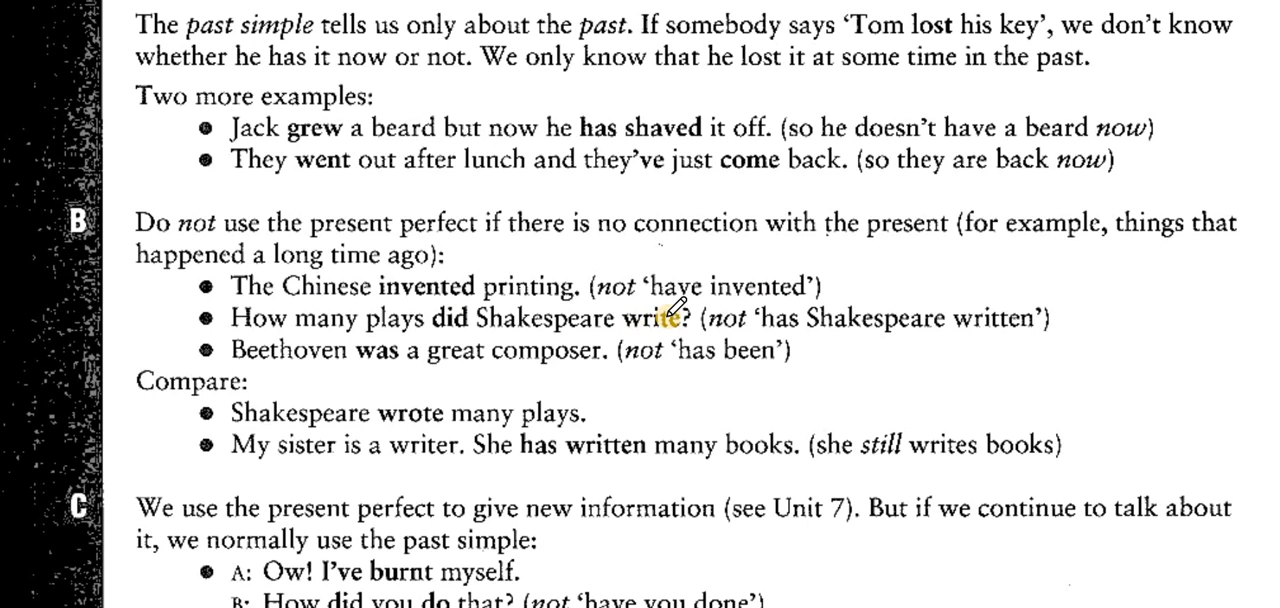 The past simple tells us only about the past. If somebody says ‘Tom lost his key’, we don’t know
whether he has it now or not. We only know that he lost it at some time in the past.
Two more examples:
● Jack grew a beard but now he has shaved it off. (so he doesn’t have a beard now)
● They went out after lunch and they’ve just come back. (so they are back now)
B Do not use the present perfect if there is no connection with the present (for example, things that
happened a long time ago):
● The Chinese invented printing. (not ‘have invented’)
● How many plays did Shakespeare write? (not ‘has Shakespeare written’)
● Beethoven was a great composer. (not ‘has been’)
Compare:
● Shakespeare wrote many plays.
● My sister is a writer. She has written many books. (she still writes books)
C We use the present perfect to give new information (see Unit 7). But if we continue to talk about
it, we normally use the past simple:
● A: Ow! I’ve burnt myself.
B: How did you do that? (not ‘have you done’)